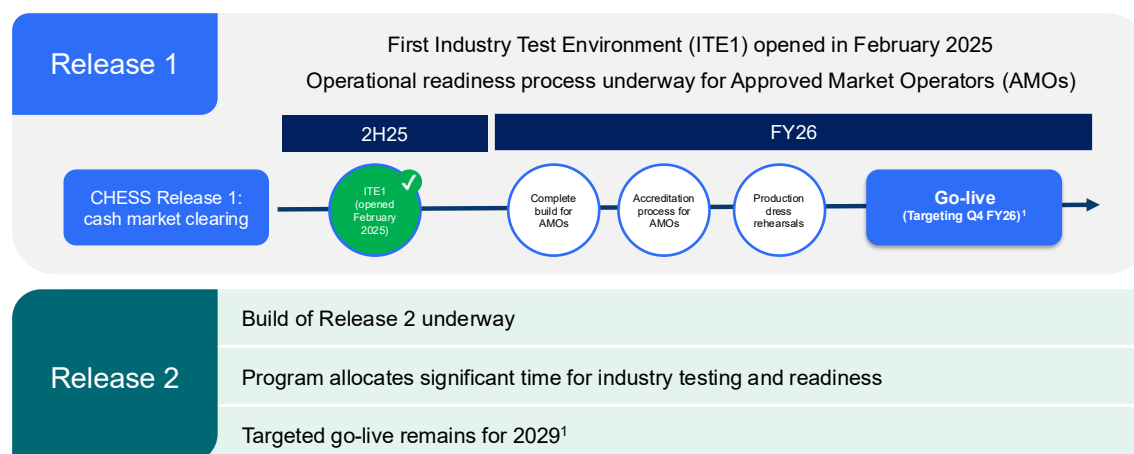 Release 1
First Industry Test Environment (ITE1) opened in February 2025
Operational readiness process underway for Approved Market Operators (AMOs)
2H25
FY26
CHESS Release 1:
cash market clearing
ITE1
(opened
February
2025)
Complete
build for
AMOs
Accreditation
process for
AMOs
Production
dress
rehearsals
Go-live
(Targeting Q4 FY26)¹
Release 2
Build of Release 2 underway
Program allocates significant time for industry testing and readiness
Targeted go-live remains for 2029¹